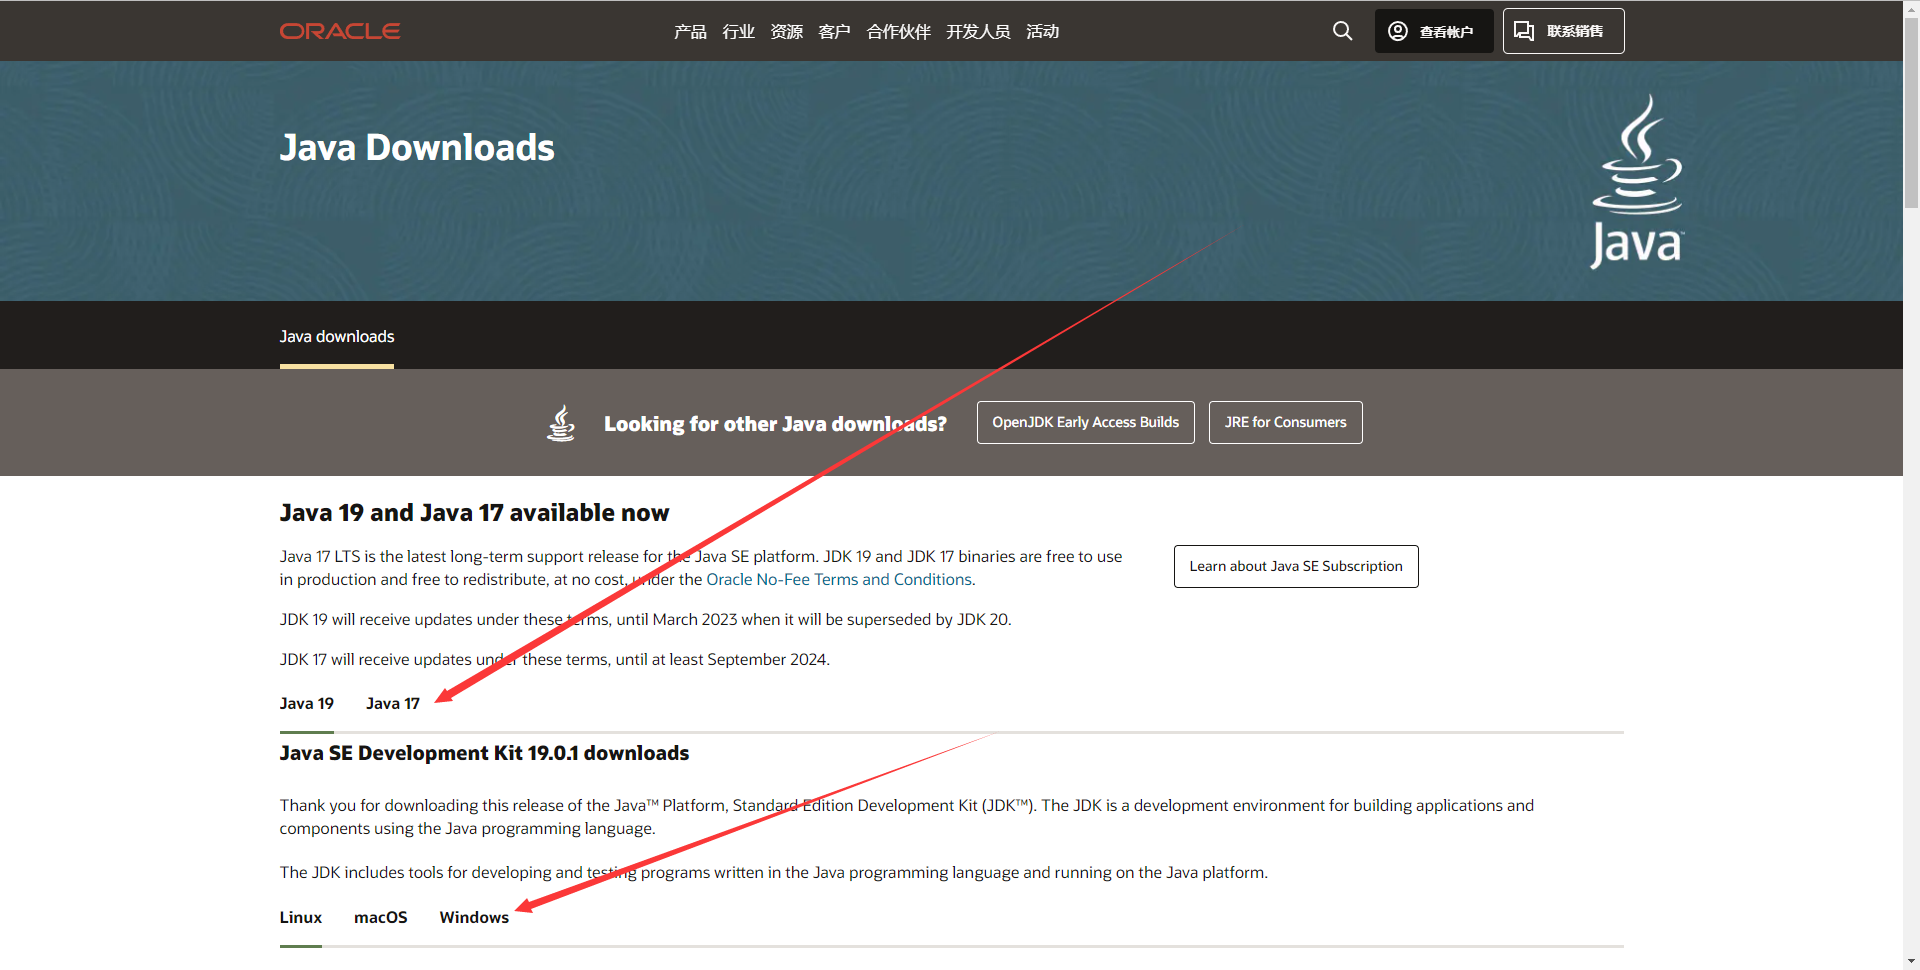 ORACLE
产品 行业 资源 客户 合作伙伴 开发人员 活动
查看帐户
联系销售
Java Downloads
Java™
Java downloads
Looking for other Java downloads?
OpenJDK Early Access Builds
JRE for Consumers
Java 19 and Java 17 available now
Java 17 LTS is the latest long-term support release for the Java SE platform. JDK 19 and JDK 17 binaries are free to use
in production and free to redistribute, at no cost, under the Oracle No-Fee Terms and Conditions.
Learn about Java SE Subscription
JDK 19 will receive updates under these terms, until March 2023 when it will be superseded by JDK 20.
JDK 17 will receive updates under these terms, until at least September 2024.
Java 19 Java 17
Java SE Development Kit 19.0.1 downloads
Thank you for downloading this release of the Java™ Platform, Standard Edition Development Kit (JDK™). The JDK is a development environment for building applications and
components using the Java programming language.
The JDK includes tools for developing and testing programs written in the Java programming language and running on the Java platform.
Linux macOS Windows